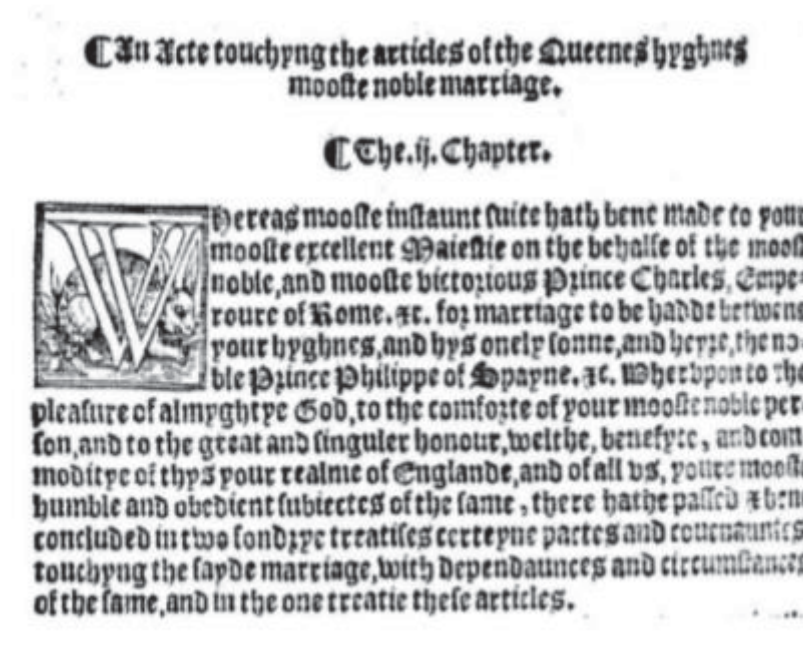 ¶ An Acte touchyng the articles of the Queenes hyghnes
mooste noble marriage.
¶ The .ij. Chapter.
Whereas mooste instaunt suite hath bene made to your
mooste excellent Maiestie on the behalfe of the moost
noble, and mooste victorious Prince Charles, Empe-
roure of Rome. &c. for marriage to be hadde betwene
your hyghnes, and hys onely sonne, and heyre, the no-
ble Prince Philippe of Spayne. &c. Wherupon to the
pleasure of almyghtye God, to the comforte of your mooste noble per
son, and to the great and singuler honour, welthe, benefyte, and com
moditye of thys your realme of Englande, and of all us, youre mooste
humble and obedient subiectes of the same, there hathe passed & ben
concluded in two sondrye treatises certeyne pactes and couenauntes
touchyng the sayde marriage, with dependaunces and circumstances
of the same, and in the one treatie these articles.